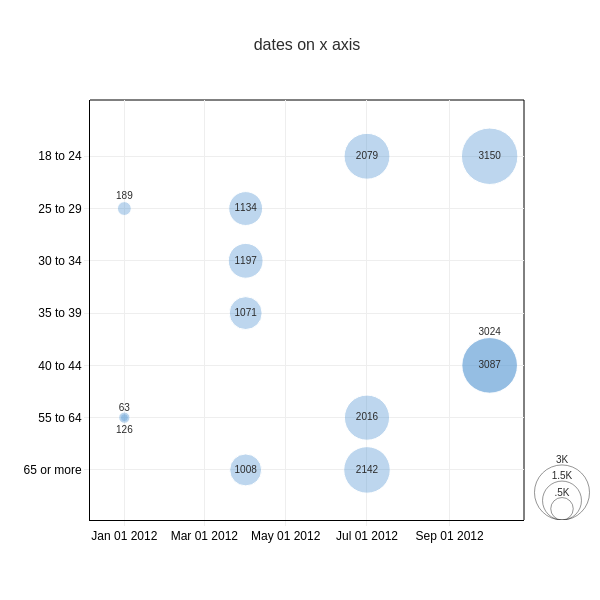 dates on x axis
18 to 24
2079
3150
189
25 to 29
1134
30 to 34
1197
35 to 39
1071
3024
40 to 44
3087
63
55 to 64
2016
126
65 or more
1008
2142
3K
1.5K
.5K
Jan 01 2012
Mar 01 2012
May 01 2012
Jul 01 2012
Sep 01 2012